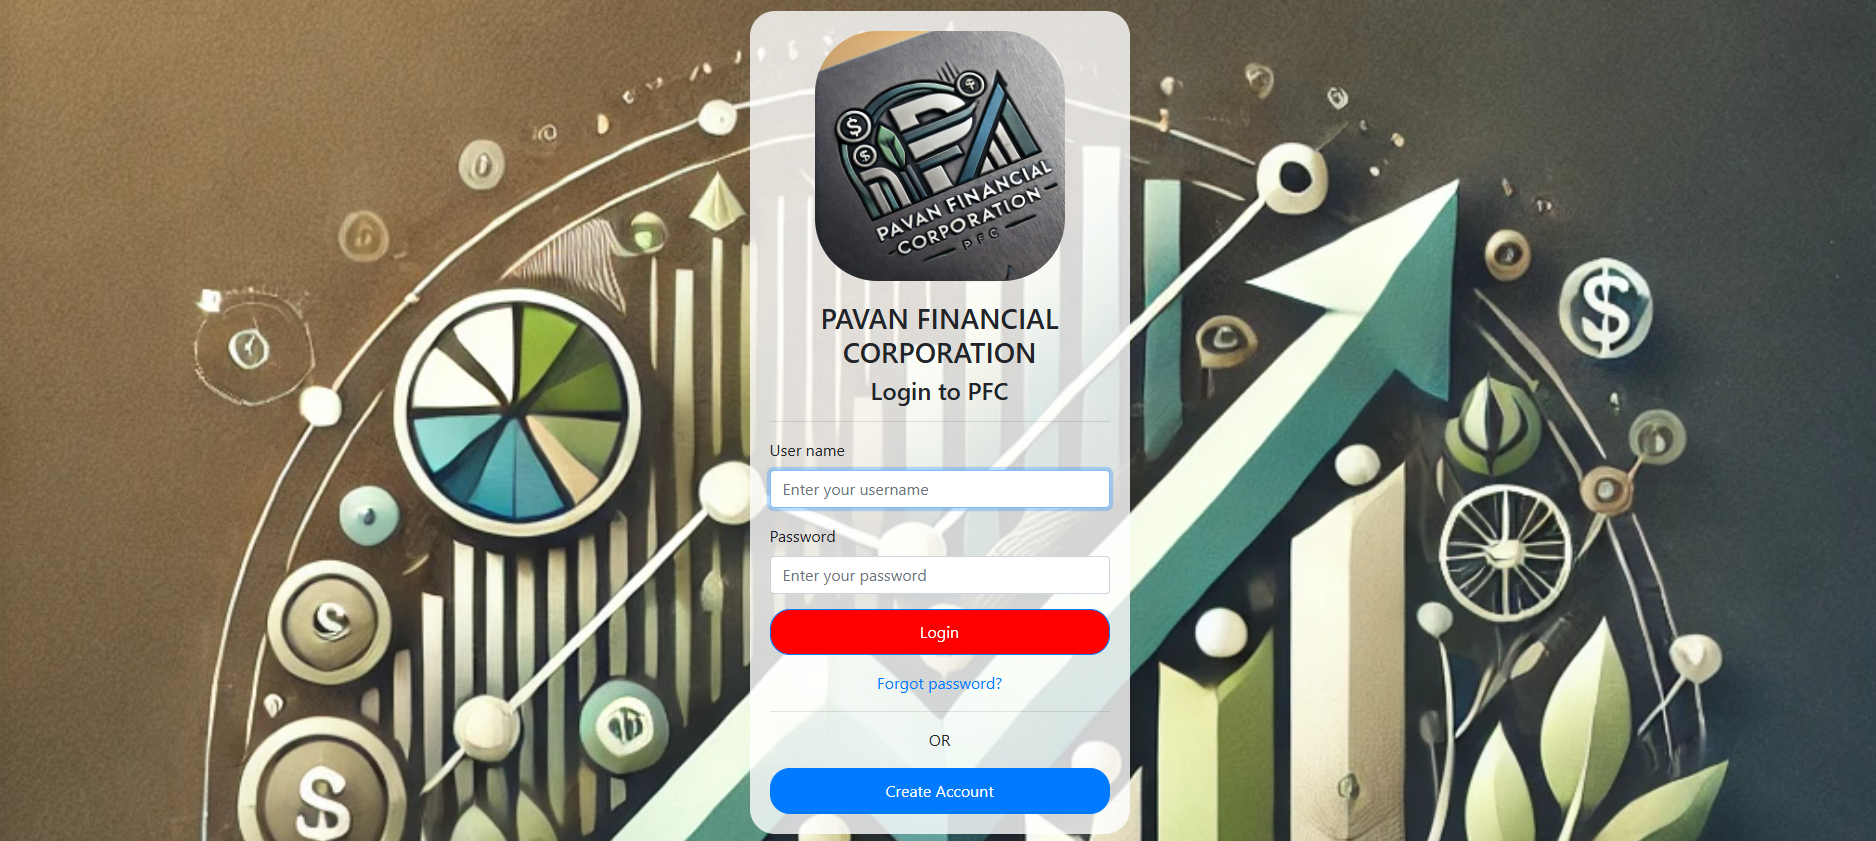 PAVAN FINANCIAL
CORPORATION
PFC
PAVAN FINANCIAL
CORPORATION
Login to PFC
User name
Enter your username
Password
Enter your password
Login
Forgot password?
OR
Create Account